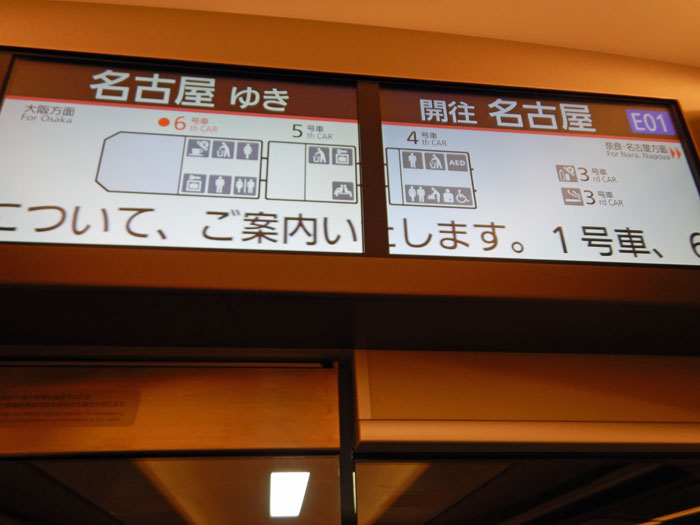 名古屋 ゆき
大阪方面
For Osaka
●6号車
th CAR
5号車
th CAR
について、ご案内い
開往 名古屋
E01
4号車
th CAR
奈良・名古屋方面
For Nara, Nagoya
AED
3号車
rd CAR
3号車
rd CAR
たします。1号車、6